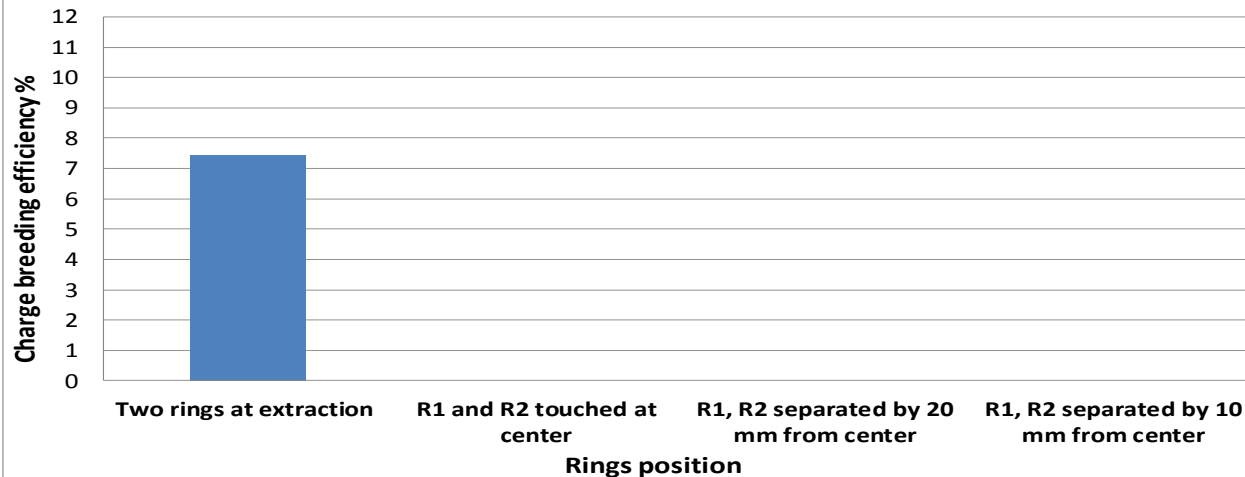 12
11
10
9
8
7
6
5
4
3
2
1
0
Charge breeding efficiency %
Two rings at extraction
R1 and R2 touched at
center
R1, R2 separated by 20
mm from center
R1, R2 separated by 10
mm from center
Rings position